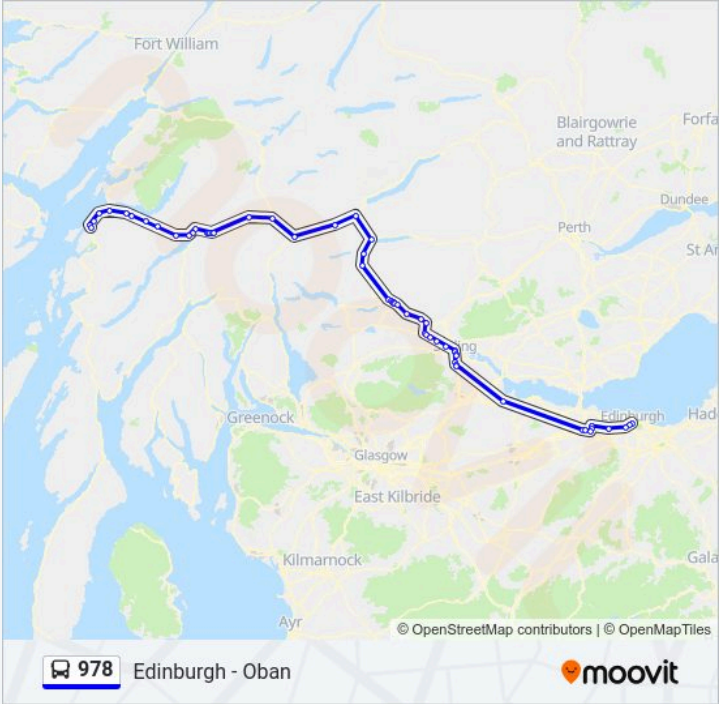 Fort William
Blairgowrie
and Rattray
Forfa
Dundee
Perth
St A
ling
Edinburgh
Had
Greenock
Glasgow
East Kilbride
Kilmarnock
Gala
Ayr
© OpenStreetMap contributors | © OpenMapTiles
978 Edinburgh - Oban
moovit